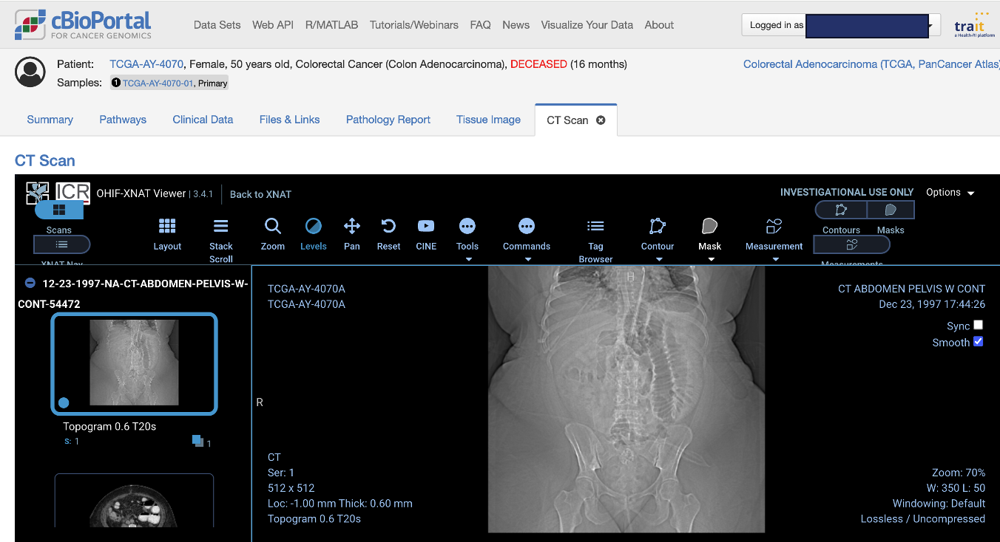 cBioPortal
FOR CANCER GENOMICS
Data Sets Web API R/MATLAB Tutorials/Webinars FAQ News Visualize Your Data About
Logged in as
trait
a Health-RI platform
Patient: TCGA-AY-4070, Female, 50 years old, Colorectal Cancer (Colon Adenocarcinoma), DECEASED (16 months)
Colorectal Adenocarcinoma (TCGA, PanCancer Atlas)
Samples: 1 TCGA-AY-4070-01, Primary
Summary Pathways Clinical Data Files & Links Pathology Report Tissue Image CT Scan
CT Scan
ICR OHIF-XNAT Viewer | 3.4.1 Back to XNAT
INVESTIGATIONAL USE ONLY Options
Scans
XNAT Nav
Layout
Stack Scroll
Zoom
Levels
Pan
Reset
CINE
Tools
Commands
Tag Browser
Contour
Mask
Measurement
Contours Masks
Measurements
12-23-1997-NA-CT-ABDOMEN-PELVIS-W-
CONT-54472
Topogram 0.6 T20s
S: 1
1
TCGA-AY-4070A
TCGA-AY-4070A
H
CT ABDOMEN PELVIS W CONT
Dec 23, 1997 17:44:26
Sync
Smooth
R
CT
Ser: 1
512 x 512
Loc: -1.00 mm Thick: 0.60 mm
Topogram 0.6 T20s
Zoom: 70%
W: 350 L: 50
Windowing: Default
Lossless / Uncompressed